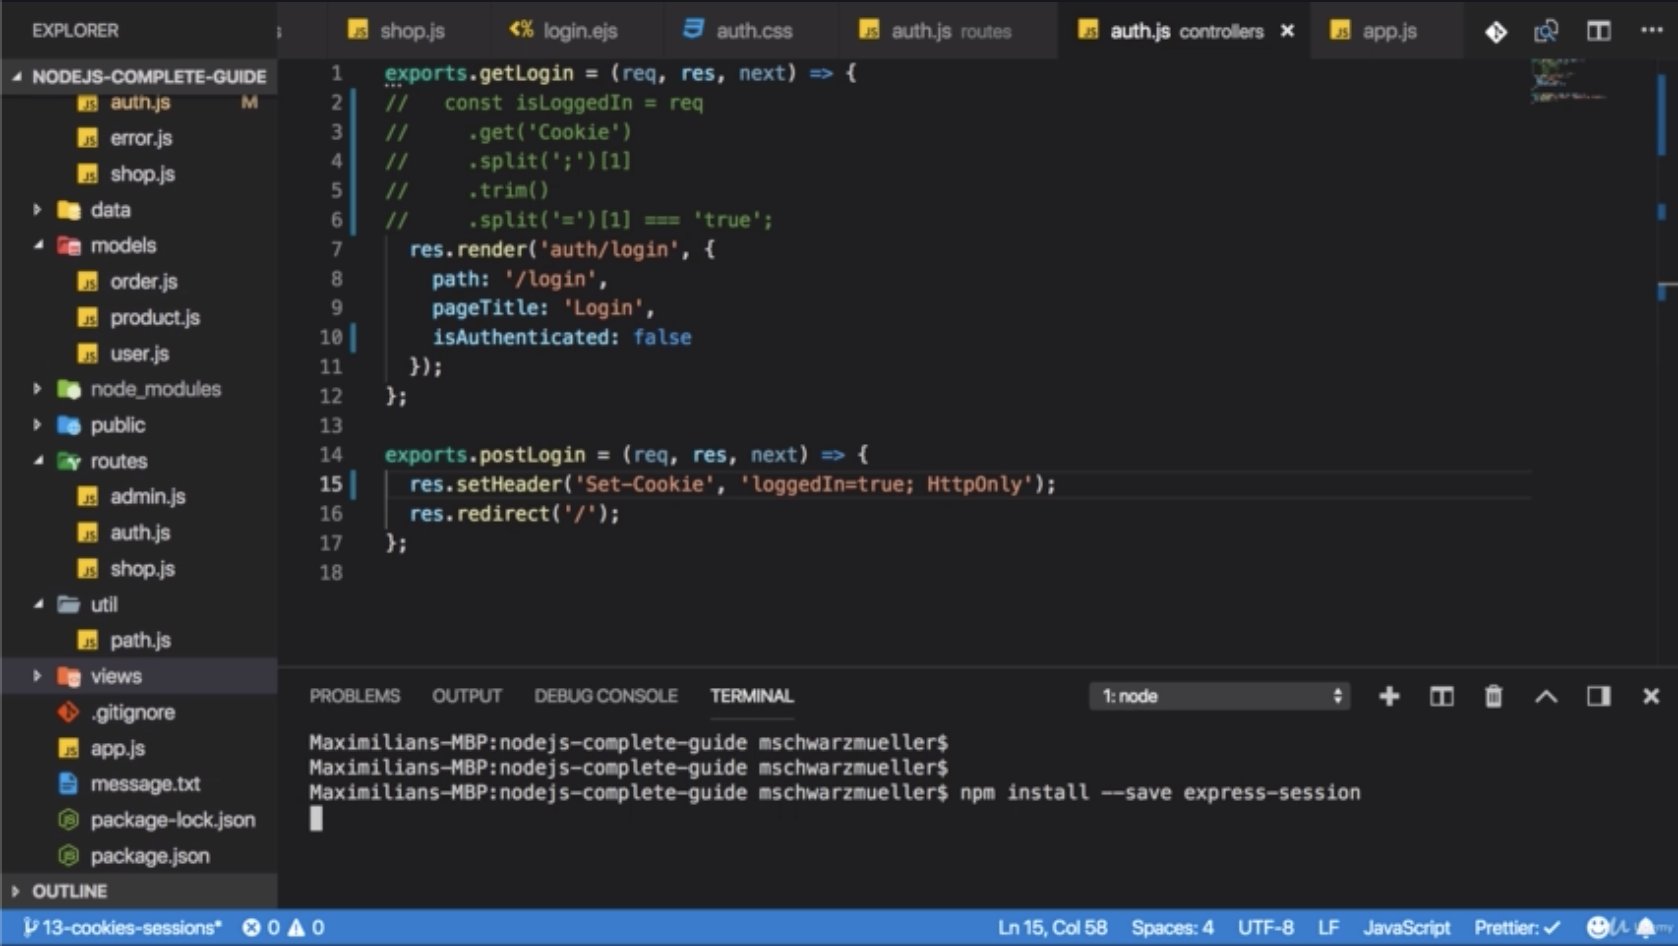 EXPLORER
shop.js
login.ejs
auth.css
auth.js routes
auth.js controllers
app.js
NODEJS-COMPLETE-GUIDE
auth.js M
error.js
shop.js
data
models
order.js
product.js
user.js
node_modules
public
routes
admin.js
auth.js
shop.js
util
path.js
views
.gitignore
app.js
message.txt
package-lock.json
package.json
OUTLINE
1 exports.getLogin = (req, res, next) => {
2 //   const isLoggedIn = req
3 //     .get('Cookie')
4 //     .split(';')[1]
5 //     .trim()
6 //     .split('=')[1] === 'true';
7   res.render('auth/login', {
8     path: '/login',
9     pageTitle: 'Login',
10     isAuthenticated: false
11   });
12 };
13
14 exports.postLogin = (req, res, next) => {
15   res.setHeader('Set-Cookie', 'loggedIn=true; HttpOnly');
16   res.redirect('/');
17 };
18
PROBLEMS OUTPUT DEBUG CONSOLE TERMINAL 1: node
Maximilians-MBP:nodejs-complete-guide mschwarzmueller$
Maximilians-MBP:nodejs-complete-guide mschwarzmueller$
Maximilians-MBP:nodejs-complete-guide mschwarzmueller$ npm install --save express-session
13-cookies-sessions* 0 0 Ln 15, Col 58 Spaces: 4 UTF-8 LF JavaScript Prettier: ✓